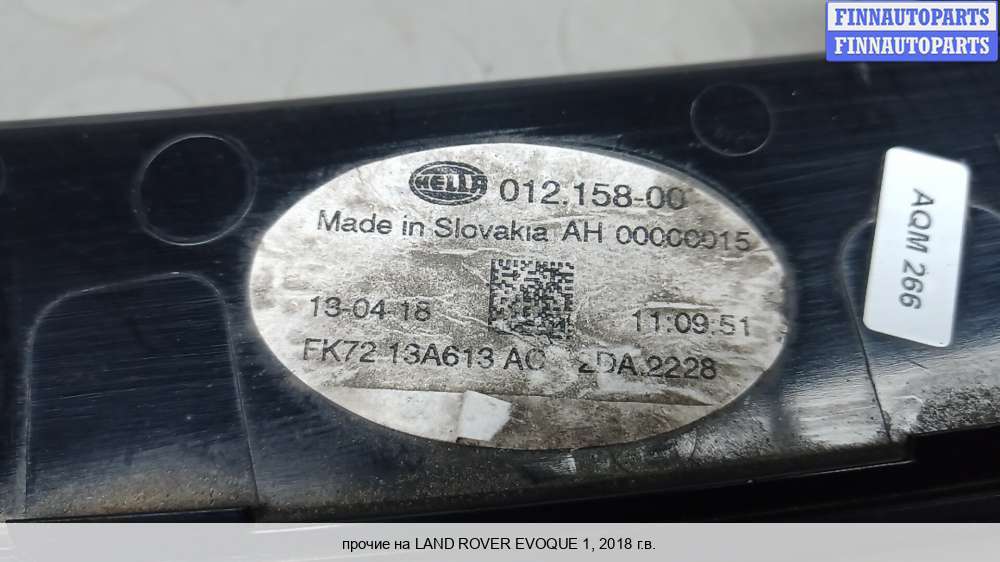 FINNAUTOPARTS
FINNAUTOPARTS
HELLA 012.158-00
Made in Slovakia AH 00000015
13-04-18 11:09:51
FK72 13A613 AC 2DA.2228
AQM 266
прочие на LAND ROVER EVOQUE 1, 2018 г.в.